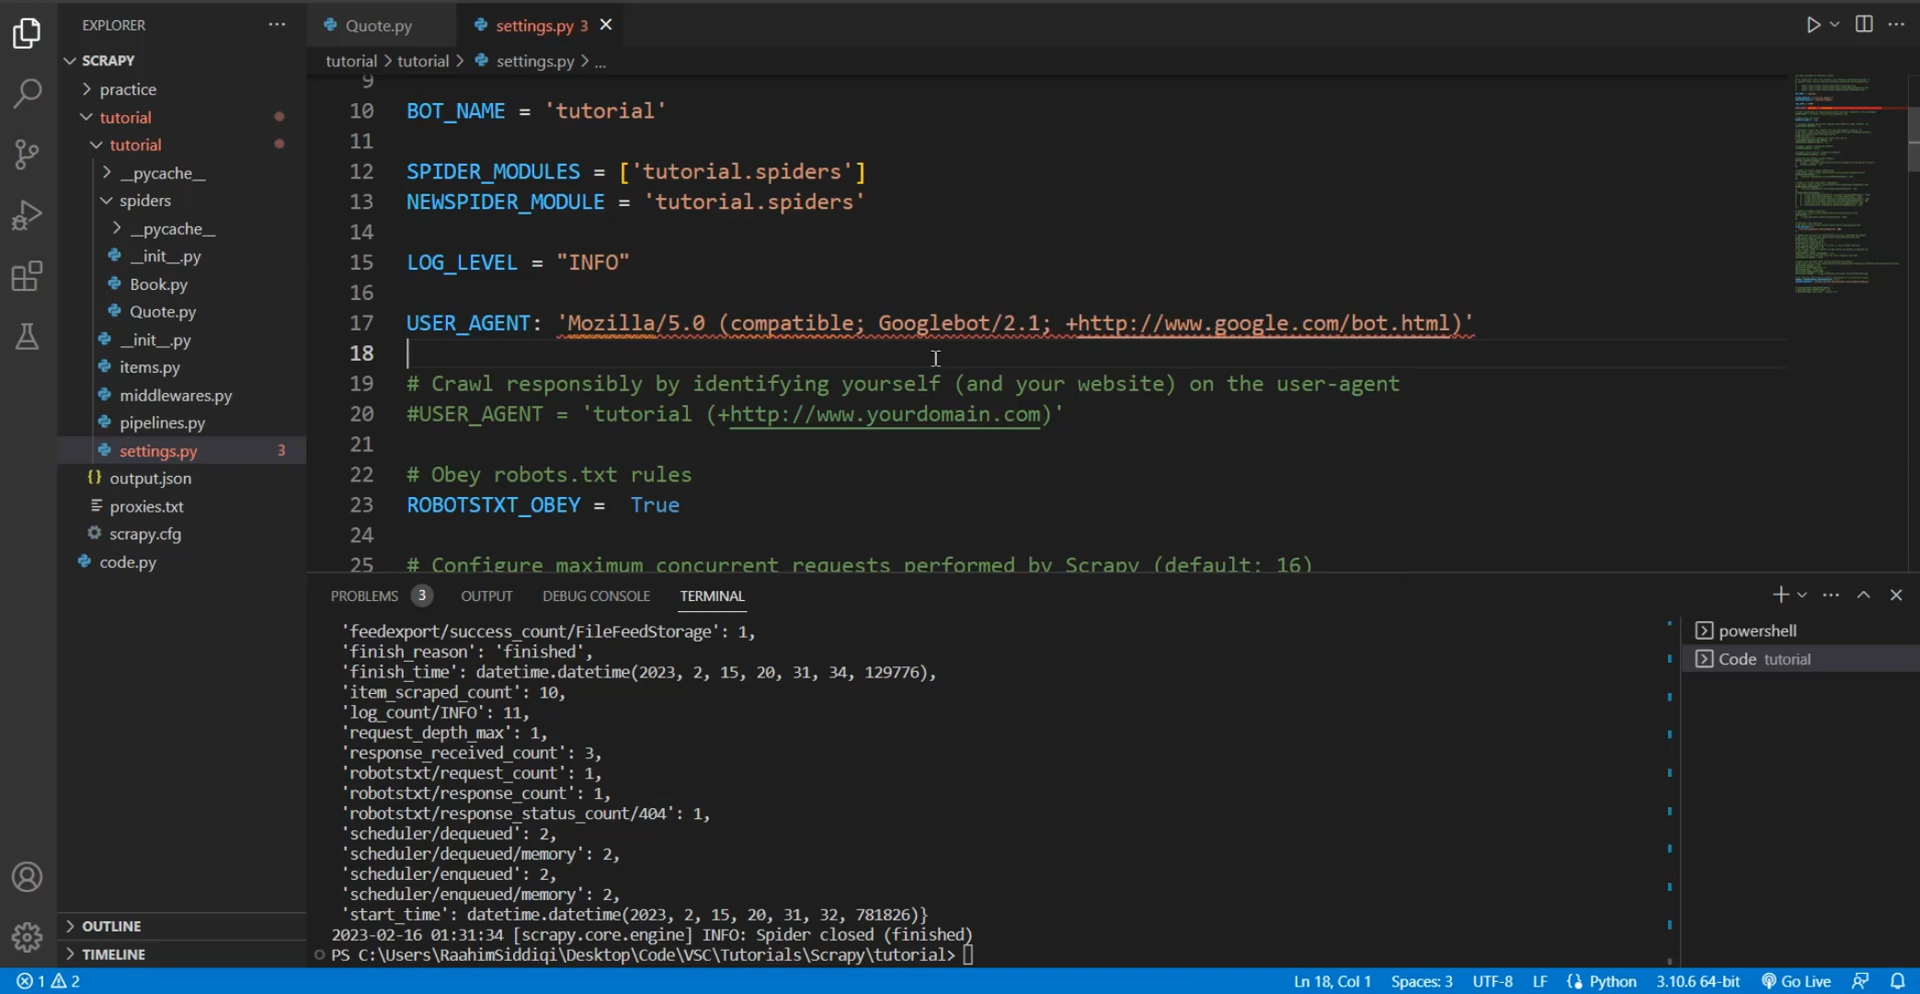 EXPLORER
SCRAPY
practice
tutorial
tutorial
__pycache__
spiders
__pycache__
__init__.py
Book.py
Quote.py
__init__.py
items.py
middlewares.py
pipelines.py
settings.py 3
{} output.json
proxies.txt
scrapy.cfg
code.py
OUTLINE
TIMELINE
Quote.py
settings.py 3
tutorial > tutorial > settings.py > ...
9
10 BOT_NAME = 'tutorial'
11
12 SPIDER_MODULES = ['tutorial.spiders']
13 NEWSPIDER_MODULE = 'tutorial.spiders'
14
15 LOG_LEVEL = "INFO"
16
17 USER_AGENT: 'Mozilla/5.0 (compatible; Googlebot/2.1; +http://www.google.com/bot.html)'
18
19 # Crawl responsibly by identifying yourself (and your website) on the user-agent
20 #USER_AGENT = 'tutorial (+http://www.yourdomain.com)'
21
22 # Obey robots.txt rules
23 ROBOTSTXT_OBEY =  True
24
25 # Configure maximum concurrent requests performed by Scrapy (default: 16)
PROBLEMS 3 OUTPUT DEBUG CONSOLE TERMINAL
'feedexport/success_count/FileFeedStorage': 1,
'finish_reason': 'finished',
'finish_time': datetime.datetime(2023, 2, 15, 20, 31, 34, 129776),
'item_scraped_count': 10,
'log_count/INFO': 11,
'request_depth_max': 1,
'response_received_count': 3,
'robotstxt/request_count': 1,
'robotstxt/response_count': 1,
'robotstxt/response_status_count/404': 1,
'scheduler/dequeued': 2,
'scheduler/dequeued/memory': 2,
'scheduler/enqueued': 2,
'scheduler/enqueued/memory': 2,
'start_time': datetime.datetime(2023, 2, 15, 20, 31, 32, 781826)}
2023-02-16 01:31:34 [scrapy.core.engine] INFO: Spider closed (finished)
PS C:\Users\RaahimSiddiqi\Desktop\Code\VSC\Tutorials\Scrapy\tutorial>
powershell
Code tutorial
1 2
Ln 18, Col 1 Spaces: 3 UTF-8 LF {} Python 3.10.6 64-bit Go Live